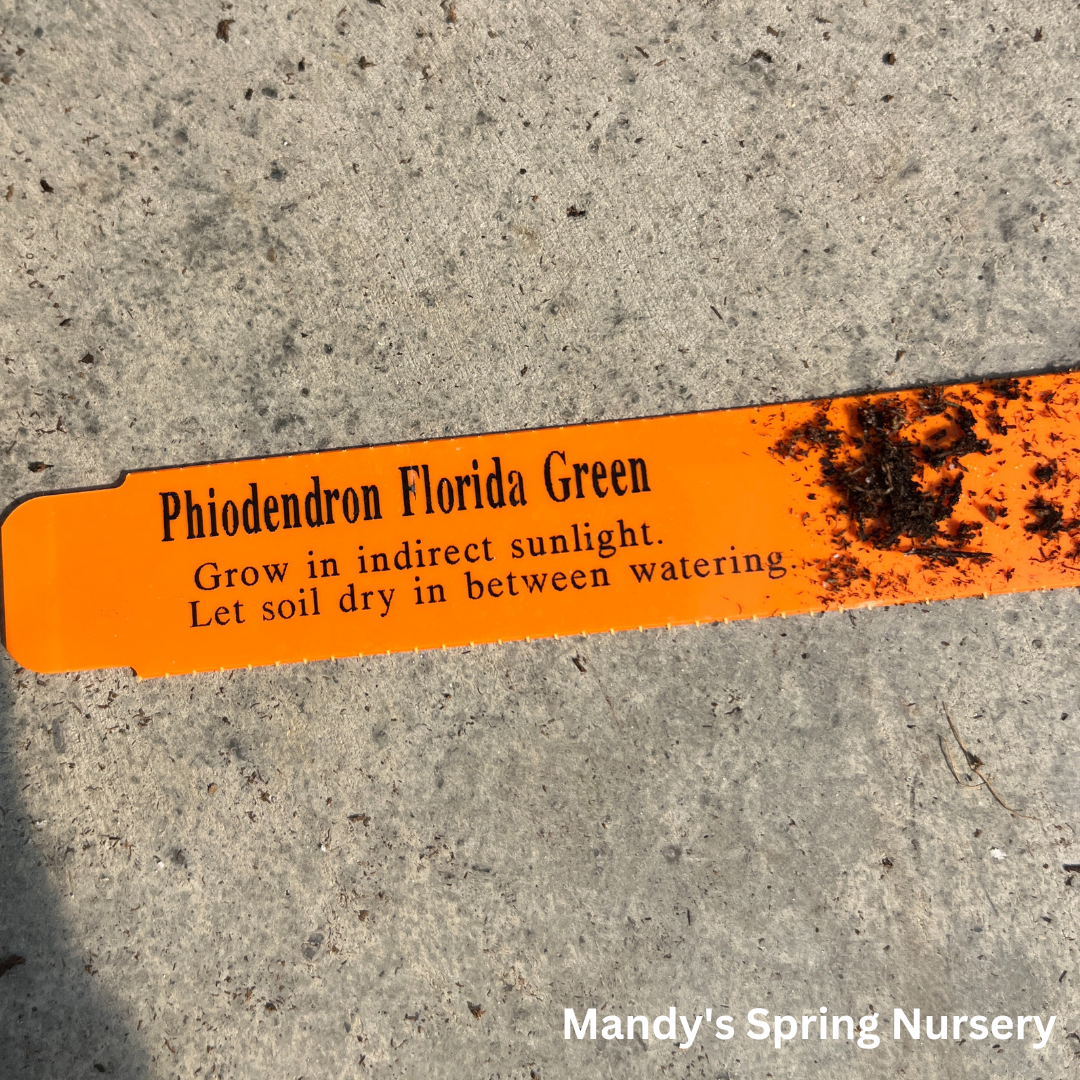 Phiodendron Florida Green
Grow in indirect sunlight.
Let soil dry in between watering.
Mandy's Spring Nursery